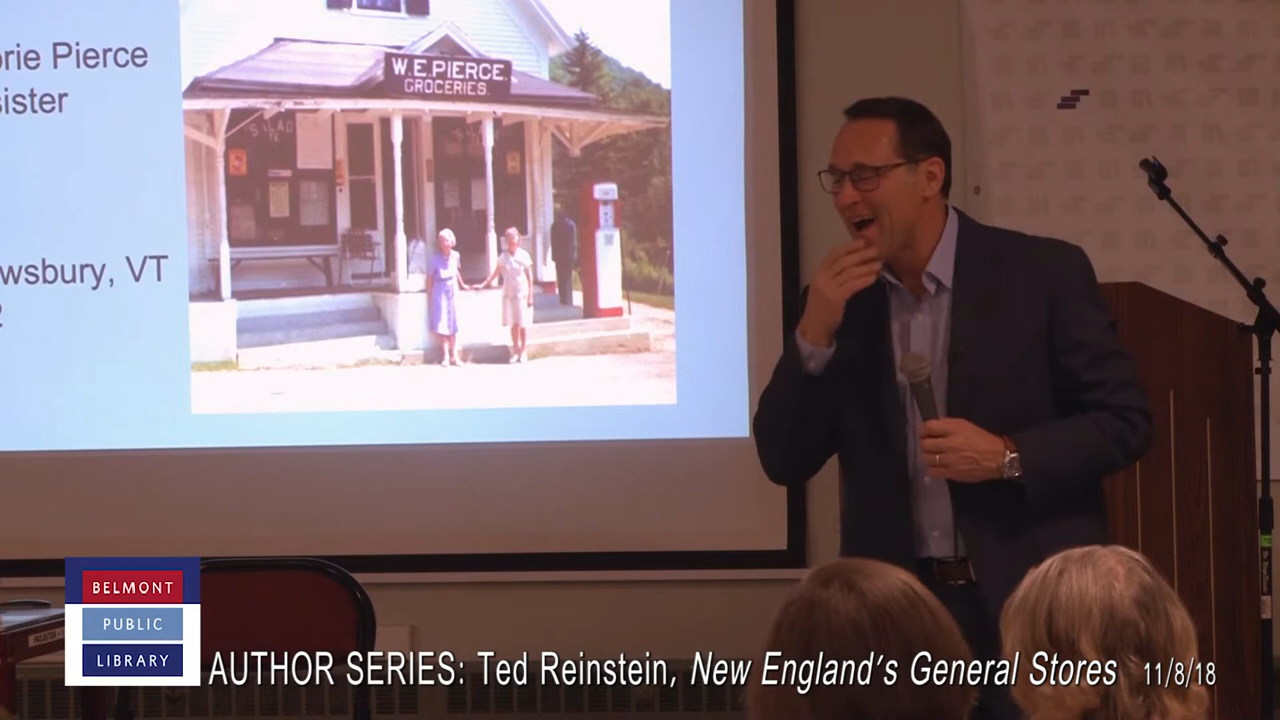 orie Pierce
sister
wsbury, VT
2
W.E.PIERCE.
GROCERIES.
BELMONT
PUBLIC
LIBRARY
AUTHOR SERIES: Ted Reinstein, New England's General Stores 11/8/18